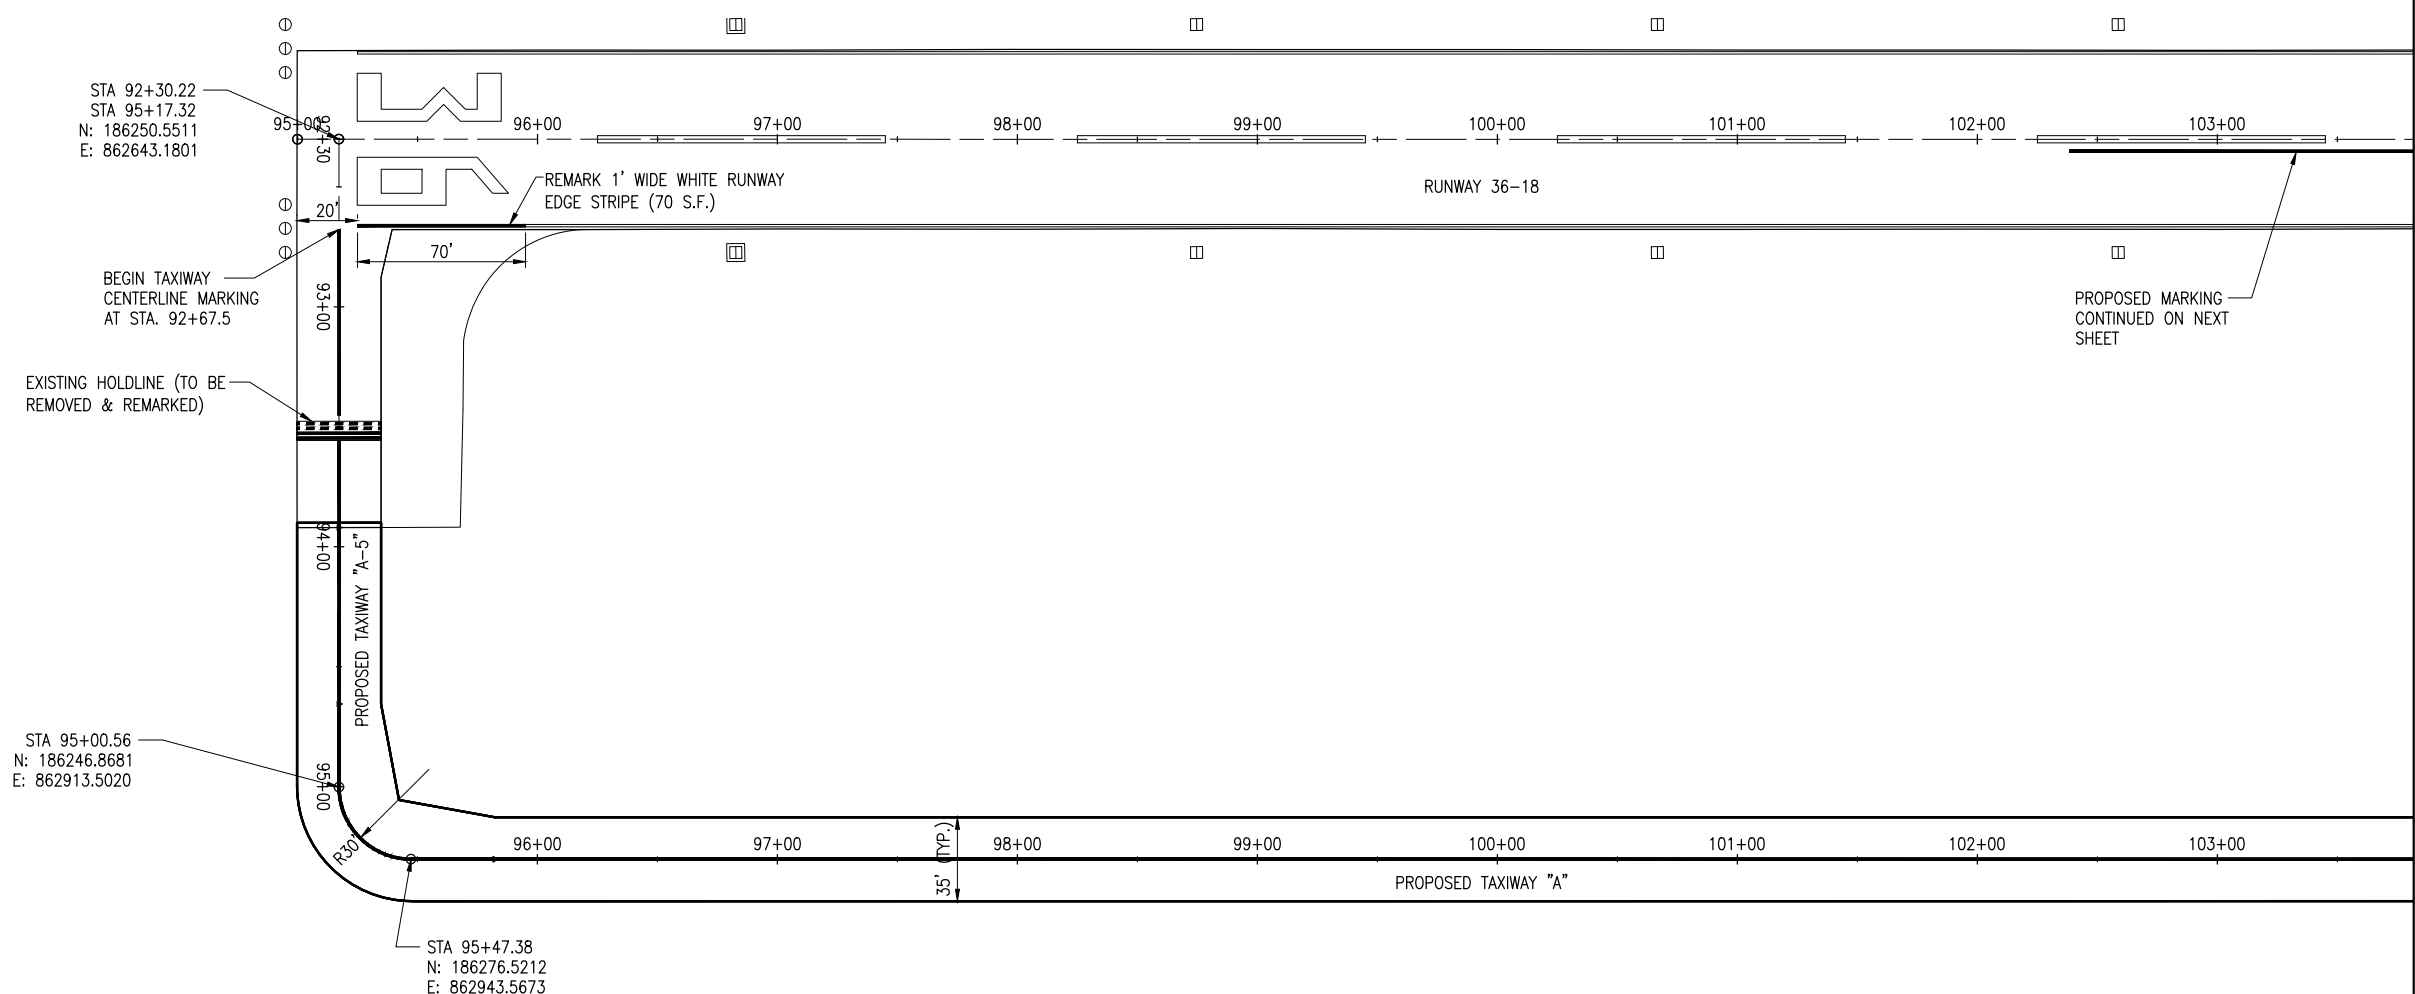 STA 92+30.22
STA 95+17.32
N: 186250.5511
E: 862643.1801
95+00
92+30
96+00
97+00
98+00
99+00
100+00
101+00
102+00
103+00
36
REMARK 1' WIDE WHITE RUNWAY
EDGE STRIPE (70 S.F.)
RUNWAY 36-18
20'
70'
BEGIN TAXIWAY
CENTERLINE MARKING
AT STA. 92+67.5
93+00
PROPOSED MARKING
CONTINUED ON NEXT
SHEET
EXISTING HOLDLINE (TO BE
REMOVED & REMARKED)
94+00
PROPOSED TAXIWAY "A-5"
STA 95+00.56
N: 186246.8681
E: 862913.5020
95+00
R30'
96+00
97+00
35' (TYP.)
98+00
99+00
100+00
101+00
102+00
103+00
PROPOSED TAXIWAY "A"
STA 95+47.38
N: 186276.5212
E: 862943.5673